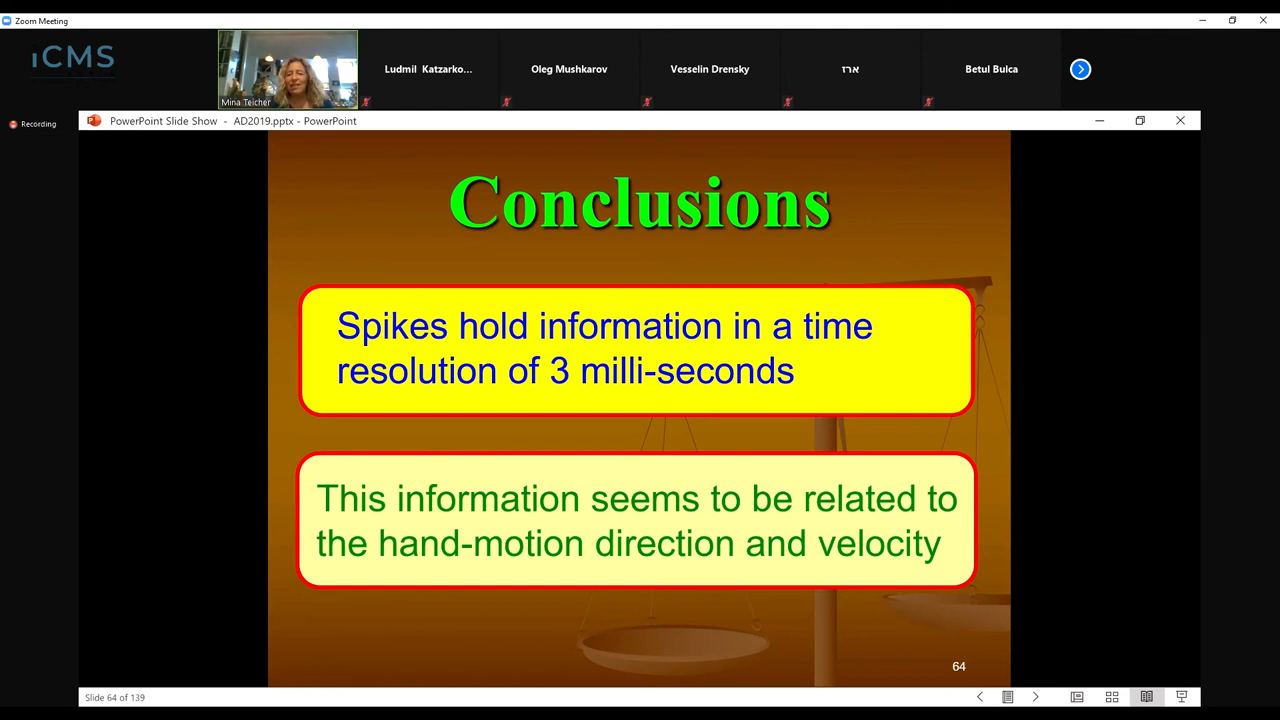 Zoom Meeting
iCMS
Mina Teicher
Ludmil Katzarko...
Oleg Mushkarov
Vesselin Drensky
ארז
Betul Bulca
Recording
PowerPoint Slide Show - AD2019.pptx - PowerPoint
Conclusions
Spikes hold information in a time
resolution of 3 milli-seconds
This information seems to be related to
the hand-motion direction and velocity
64
Slide 64 of 139